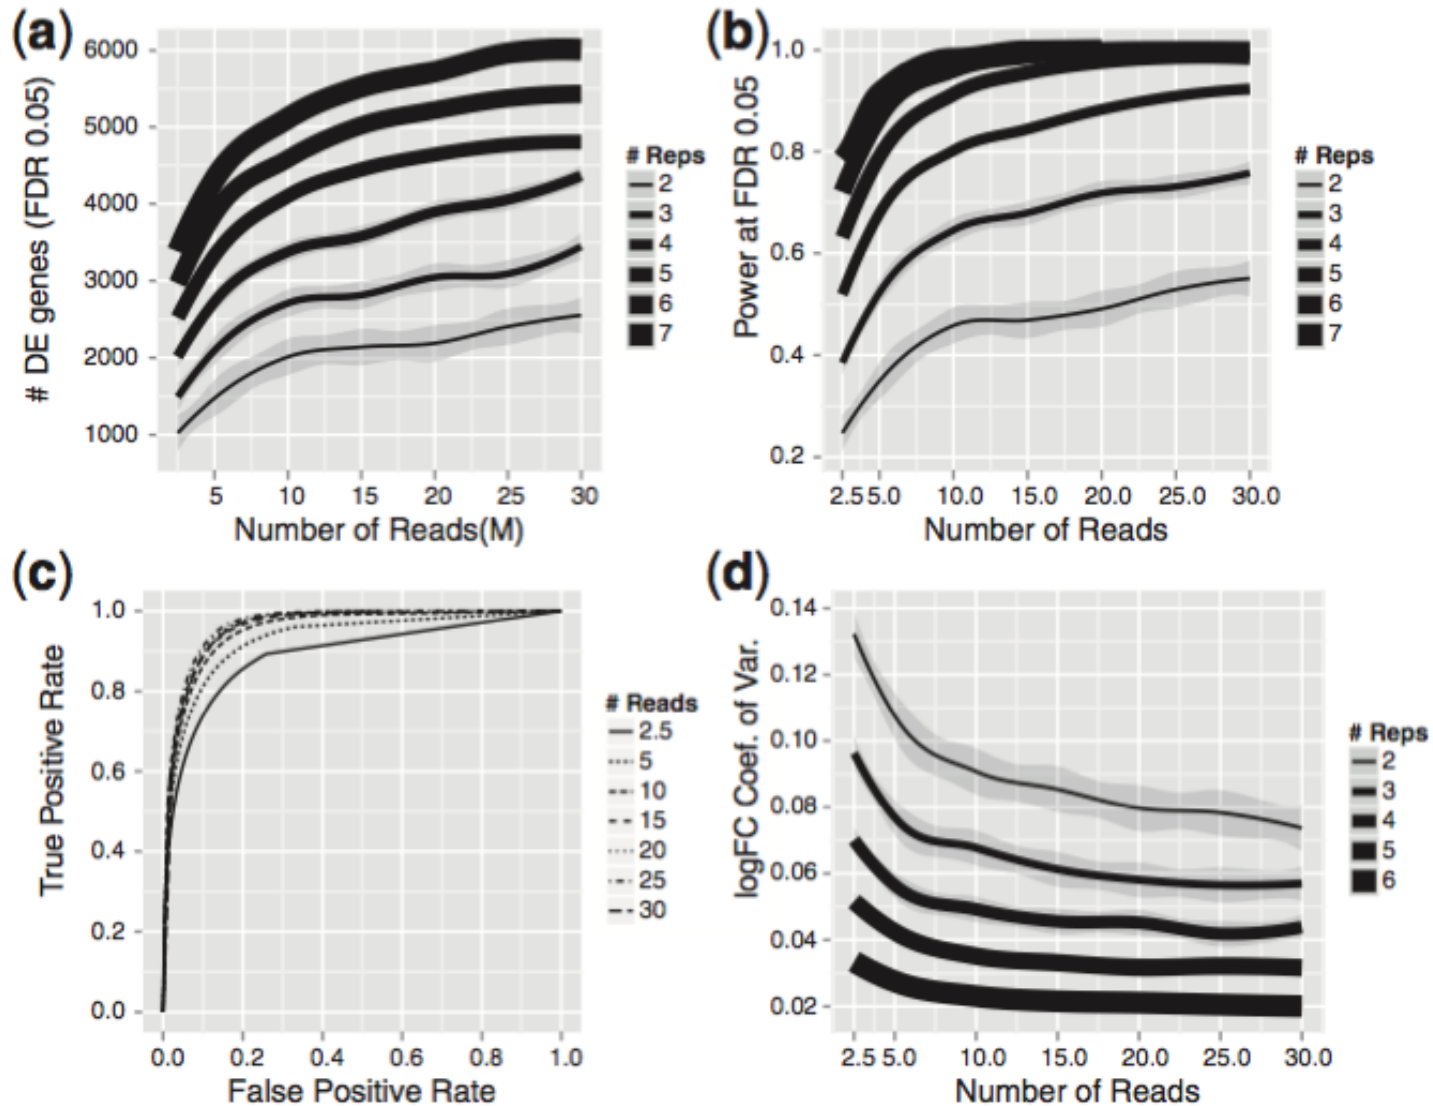 (a)
# DE genes (FDR 0.05)
6000
5000
4000
3000
2000
1000
5 10 15 20 25 30
Number of Reads(M)
# Reps
2
3
4
5
6
7
(b)
Power at FDR 0.05
1.0
0.8
0.6
0.4
0.2
2.5 5.0 10.0 15.0 20.0 25.0 30.0
Number of Reads
# Reps
2
3
4
5
6
7
(c)
True Positive Rate
1.0
0.8
0.6
0.4
0.2
0.0
0.0 0.2 0.4 0.6 0.8 1.0
False Positive Rate
# Reads
2.5
5
10
15
20
25
30
(d)
logFC Coef. of Var.
0.14
0.12
0.10
0.08
0.06
0.04
0.02
2.5 5.0 10.0 15.0 20.0 25.0 30.0
Number of Reads
# Reps
2
3
4
5
6